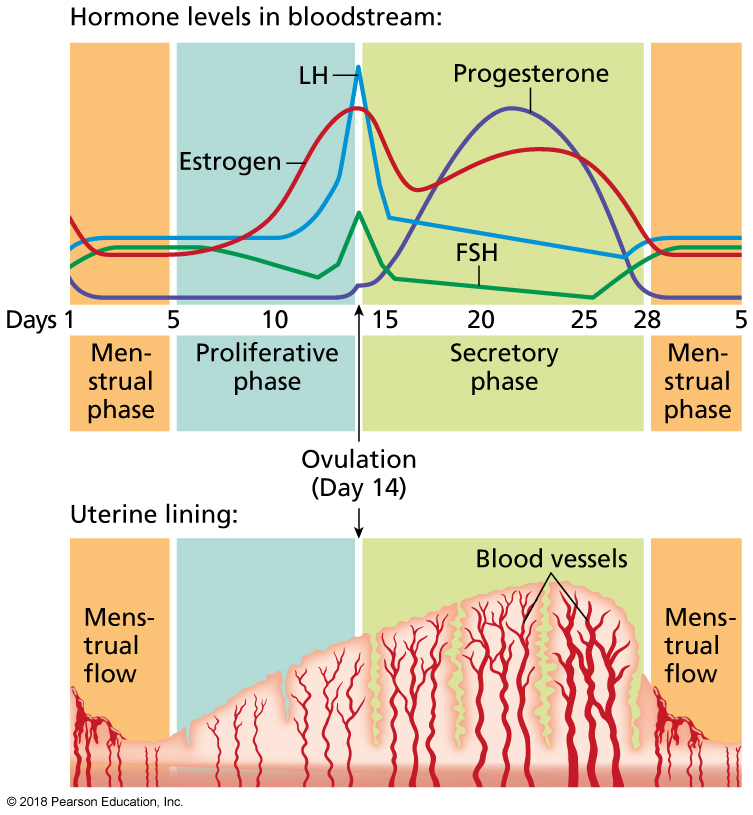 Hormone levels in bloodstream:
LH
Progesterone
Estrogen
FSH
Days 1 5 10 15 20 25 28 5
Men-
strual
phase
Proliferative
phase
Secretory
phase
Men-
strual
phase
Ovulation
(Day 14)
Uterine lining:
Blood vessels
Mens-
trual
flow
Mens-
trual
flow
© 2018 Pearson Education, Inc.